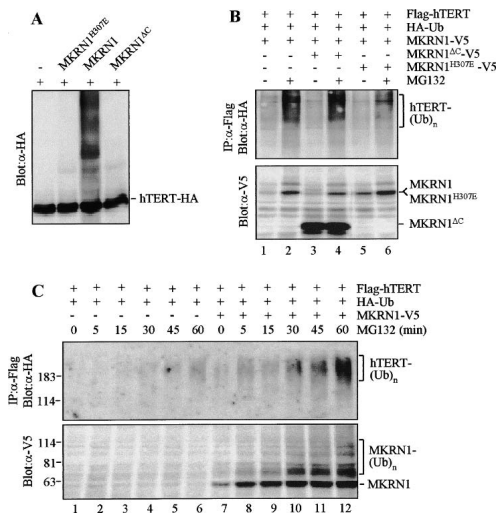 A
-
MKRN1H307E
MKRN1
MKRN1ΔC
+ + + +
Blot:α-HA
hTERT-HA
B
+ + + + + + Flag-hTERT
+ + + + + + HA-Ub
+ + + + + + MKRN1-V5
- - + + - - MKRN1ΔC-V5
- - - - + + MKRN1H307E -V5
- + - + - + MG132
IP:α-Flag
Blot:α-HA
hTERT-
(Ub)n
Blot:α-V5
MKRN1
MKRN1H307E
MKRN1ΔC
1 2 3 4 5 6
C
+ + + + + + + + + + + + Flag-hTERT
+ + + + + + + + + + + + HA-Ub
- - - - - - + + + + + + MKRN1-V5
0 5 15 30 45 60 0 5 15 30 45 60 MG132 (min)
IP:α-Flag
Blot:α-HA
183-
114-
hTERT-
(Ub)n
Blot:α-V5
114-
81-
63-
MKRN1-
(Ub)n
MKRN1
1 2 3 4 5 6 7 8 9 10 11 12